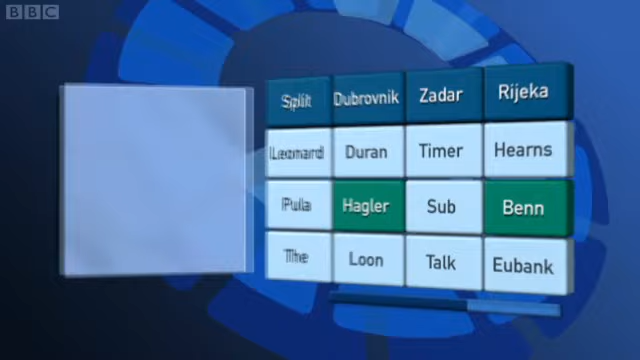 BBC
Split Dubrovnik Zadar Rijeka
Leonard Duran Timer Hearns
Pula Hagler Sub Benn
The Loon Talk Eubank